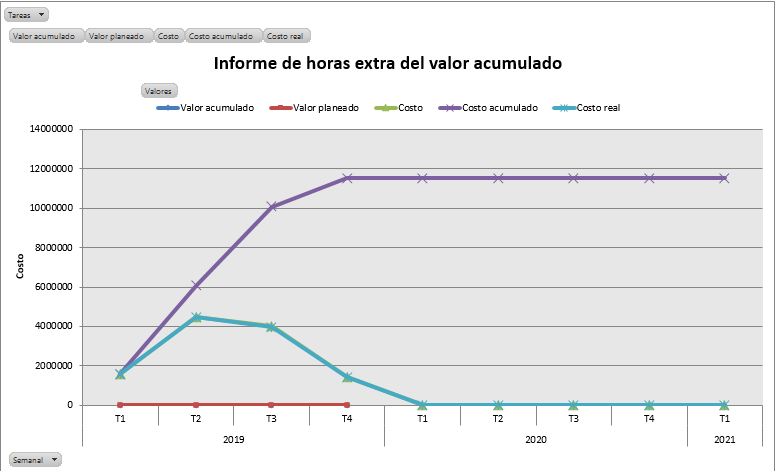 Tareas
Valor acumulado Valor planeado Costo Costo acumulado Costo real
Informe de horas extra del valor acumulado
Valores
Valor acumulado Valor planeado Costo Costo acumulado Costo real
14000000
12000000
10000000
8000000
6000000
4000000
2000000
0
Costo
T1 T2 T3 T4 T1 T2 T3 T4 T1
2019 2020 2021
Semanal